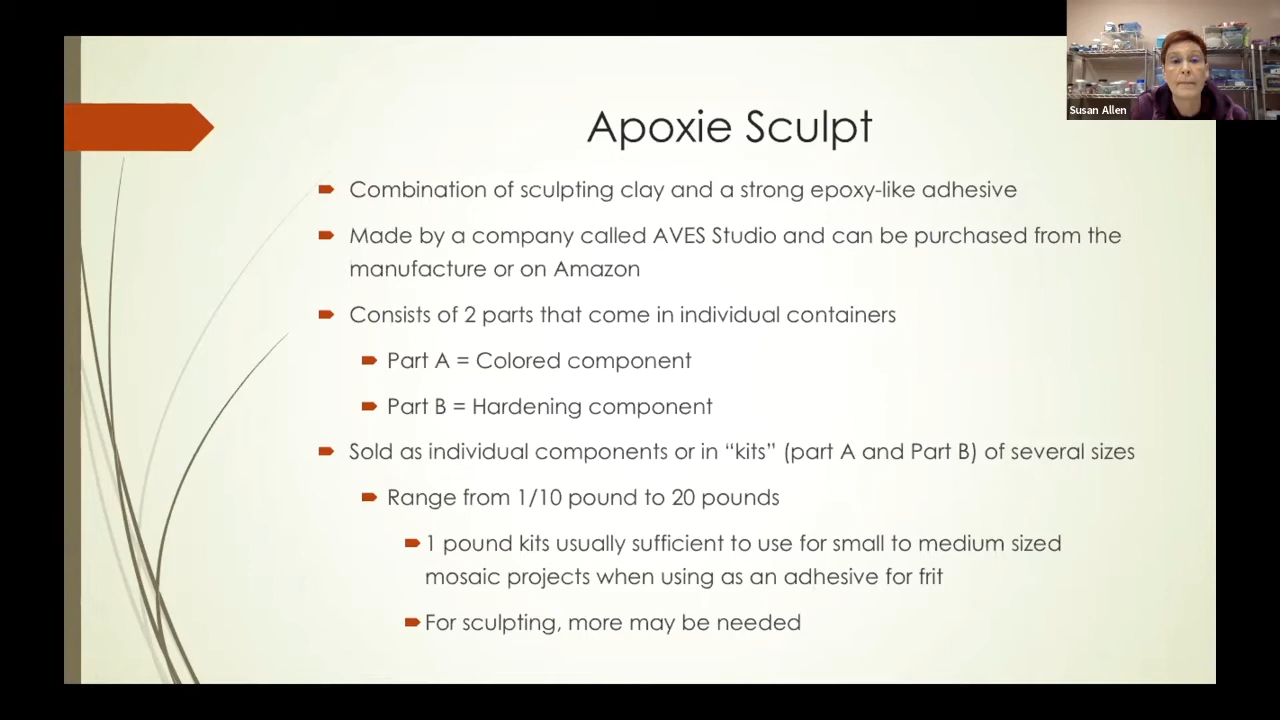 Apoxie Sculpt
Susan Allen
Combination of sculpting clay and a strong epoxy-like adhesive
Made by a company called AVES Studio and can be purchased from the
manufacture or on Amazon
Consists of 2 parts that come in individual containers
Part A = Colored component
Part B = Hardening component
Sold as individual components or in “kits” (part A and Part B) of several sizes
Range from 1/10 pound to 20 pounds
1 pound kits usually sufficient to use for small to medium sized
mosaic projects when using as an adhesive for frit
For sculpting, more may be needed